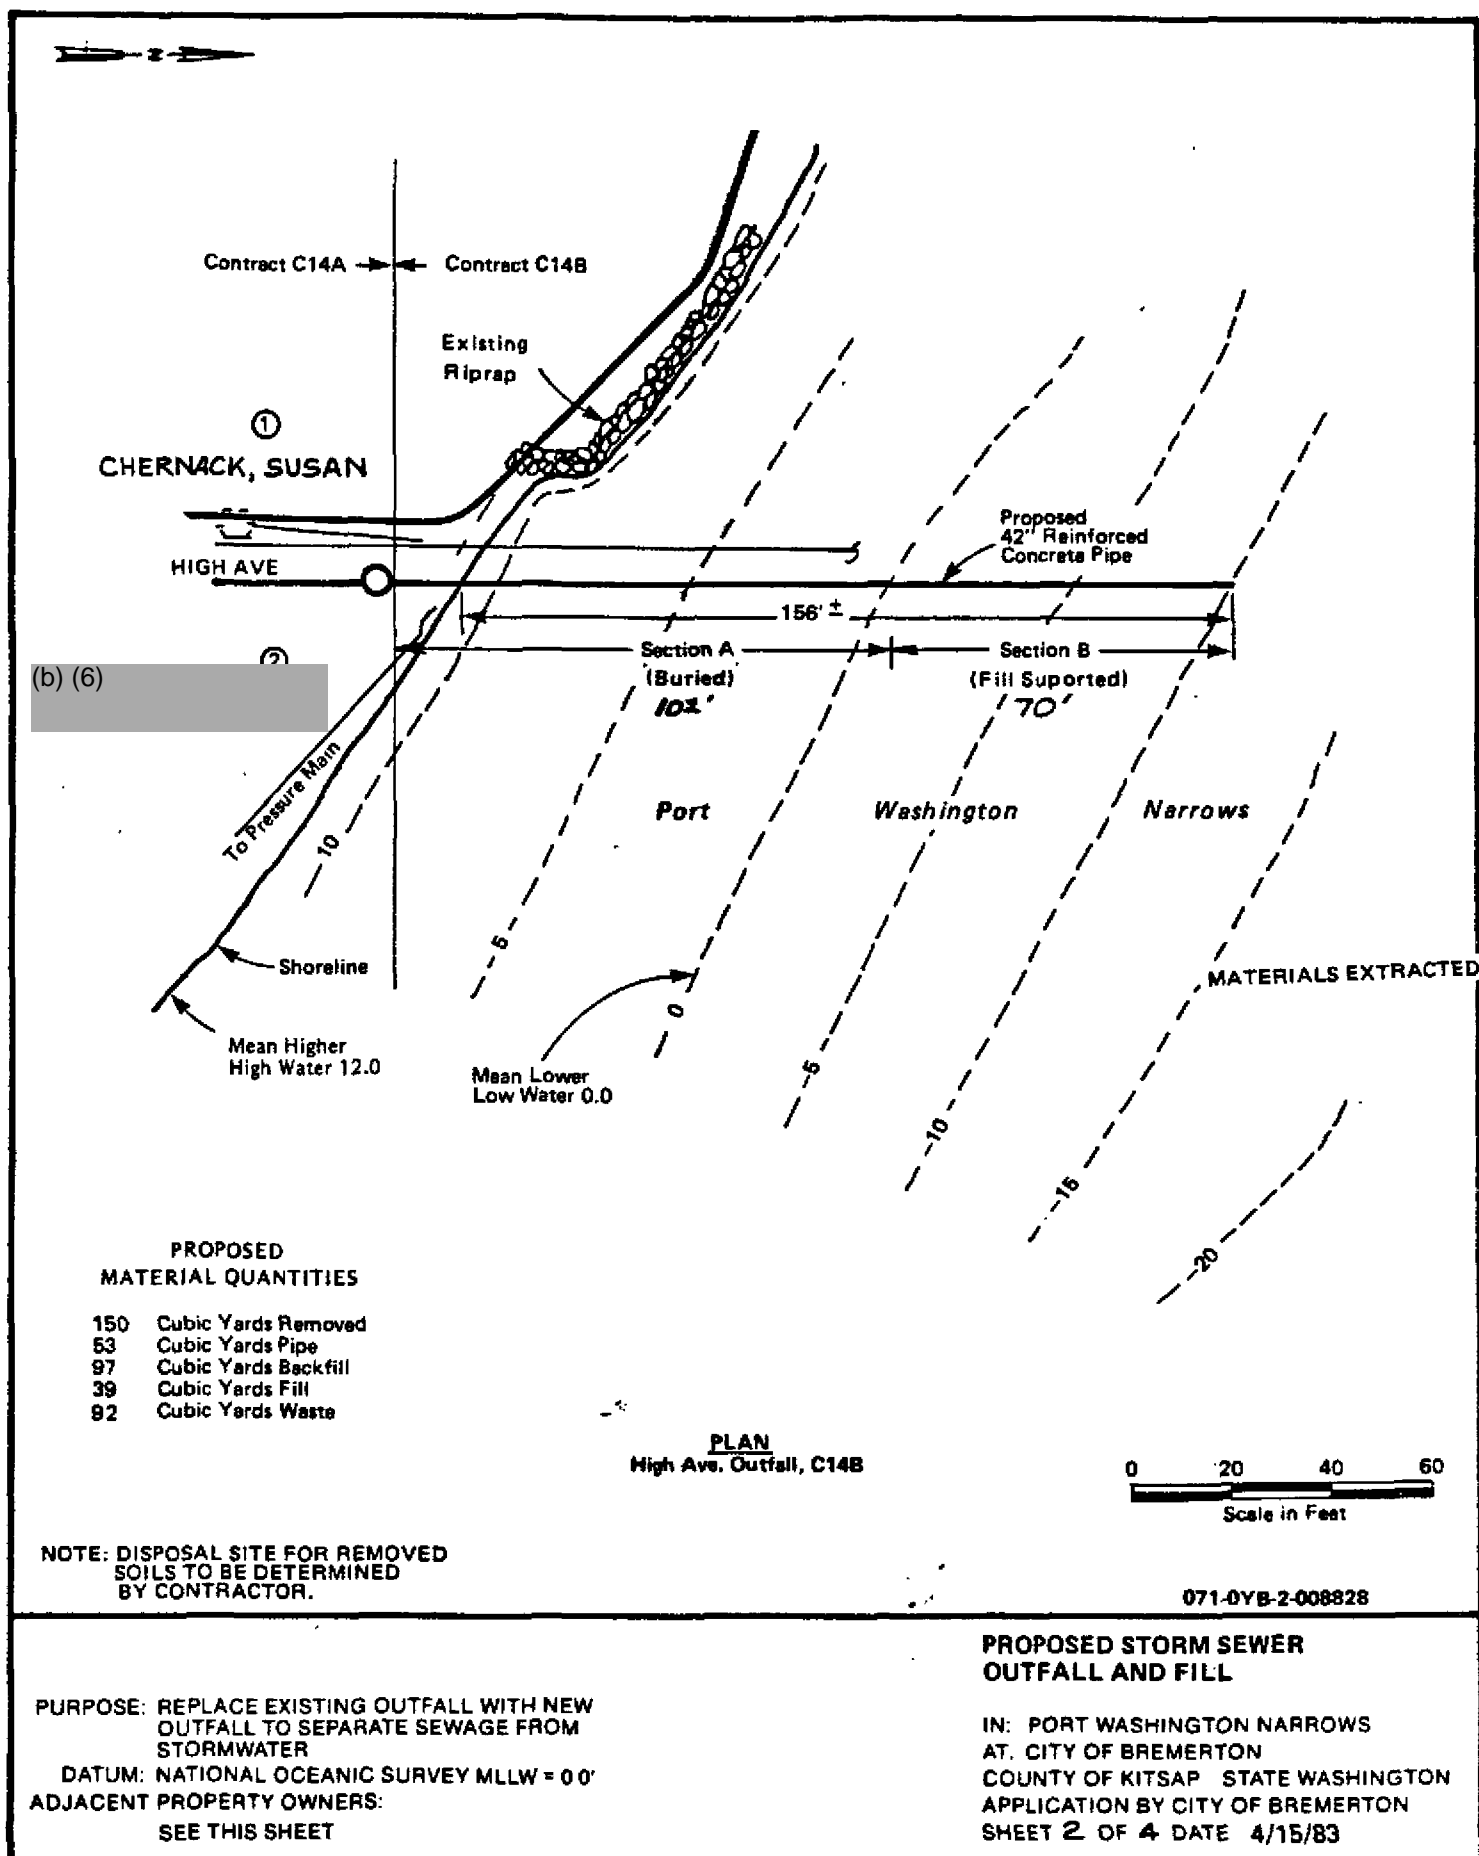 Z
Contract C14A
Contract C14B
Existing
Riprap
1
CHERNACK, SUSAN
Proposed
42" Reinforced
Concrete Pipe
HIGH AVE
156' ±
2
Section A
(Buried)
Section B
(Fill Suported)
70'
(b) (6)
To Pressure Main
10
Port
Washington
Narrows
5
Shoreline
MATERIALS EXTRACTED
0
Mean Higher
High Water 12.0
Mean Lower
Low Water 0.0
-5
-10
-15
-20
PROPOSED
MATERIAL QUANTITIES
150 Cubic Yards Removed
53 Cubic Yards Pipe
97 Cubic Yards Backfill
39 Cubic Yards Fill
92 Cubic Yards Waste
PLAN
High Ave. Outfall, C14B
0 20 40 60
Scale in Feet
NOTE: DISPOSAL SITE FOR REMOVED
SOILS TO BE DETERMINED
BY CONTRACTOR.
071-0YB-2-008828
PROPOSED STORM SEWER
OUTFALL AND FILL
PURPOSE: REPLACE EXISTING OUTFALL WITH NEW
OUTFALL TO SEPARATE SEWAGE FROM
STORMWATER
DATUM: NATIONAL OCEANIC SURVEY MLLW = 0 0'
ADJACENT PROPERTY OWNERS:
SEE THIS SHEET
IN: PORT WASHINGTON NARROWS
AT. CITY OF BREMERTON
COUNTY OF KITSAP STATE WASHINGTON
APPLICATION BY CITY OF BREMERTON
SHEET 2 OF 4 DATE 4/15/83